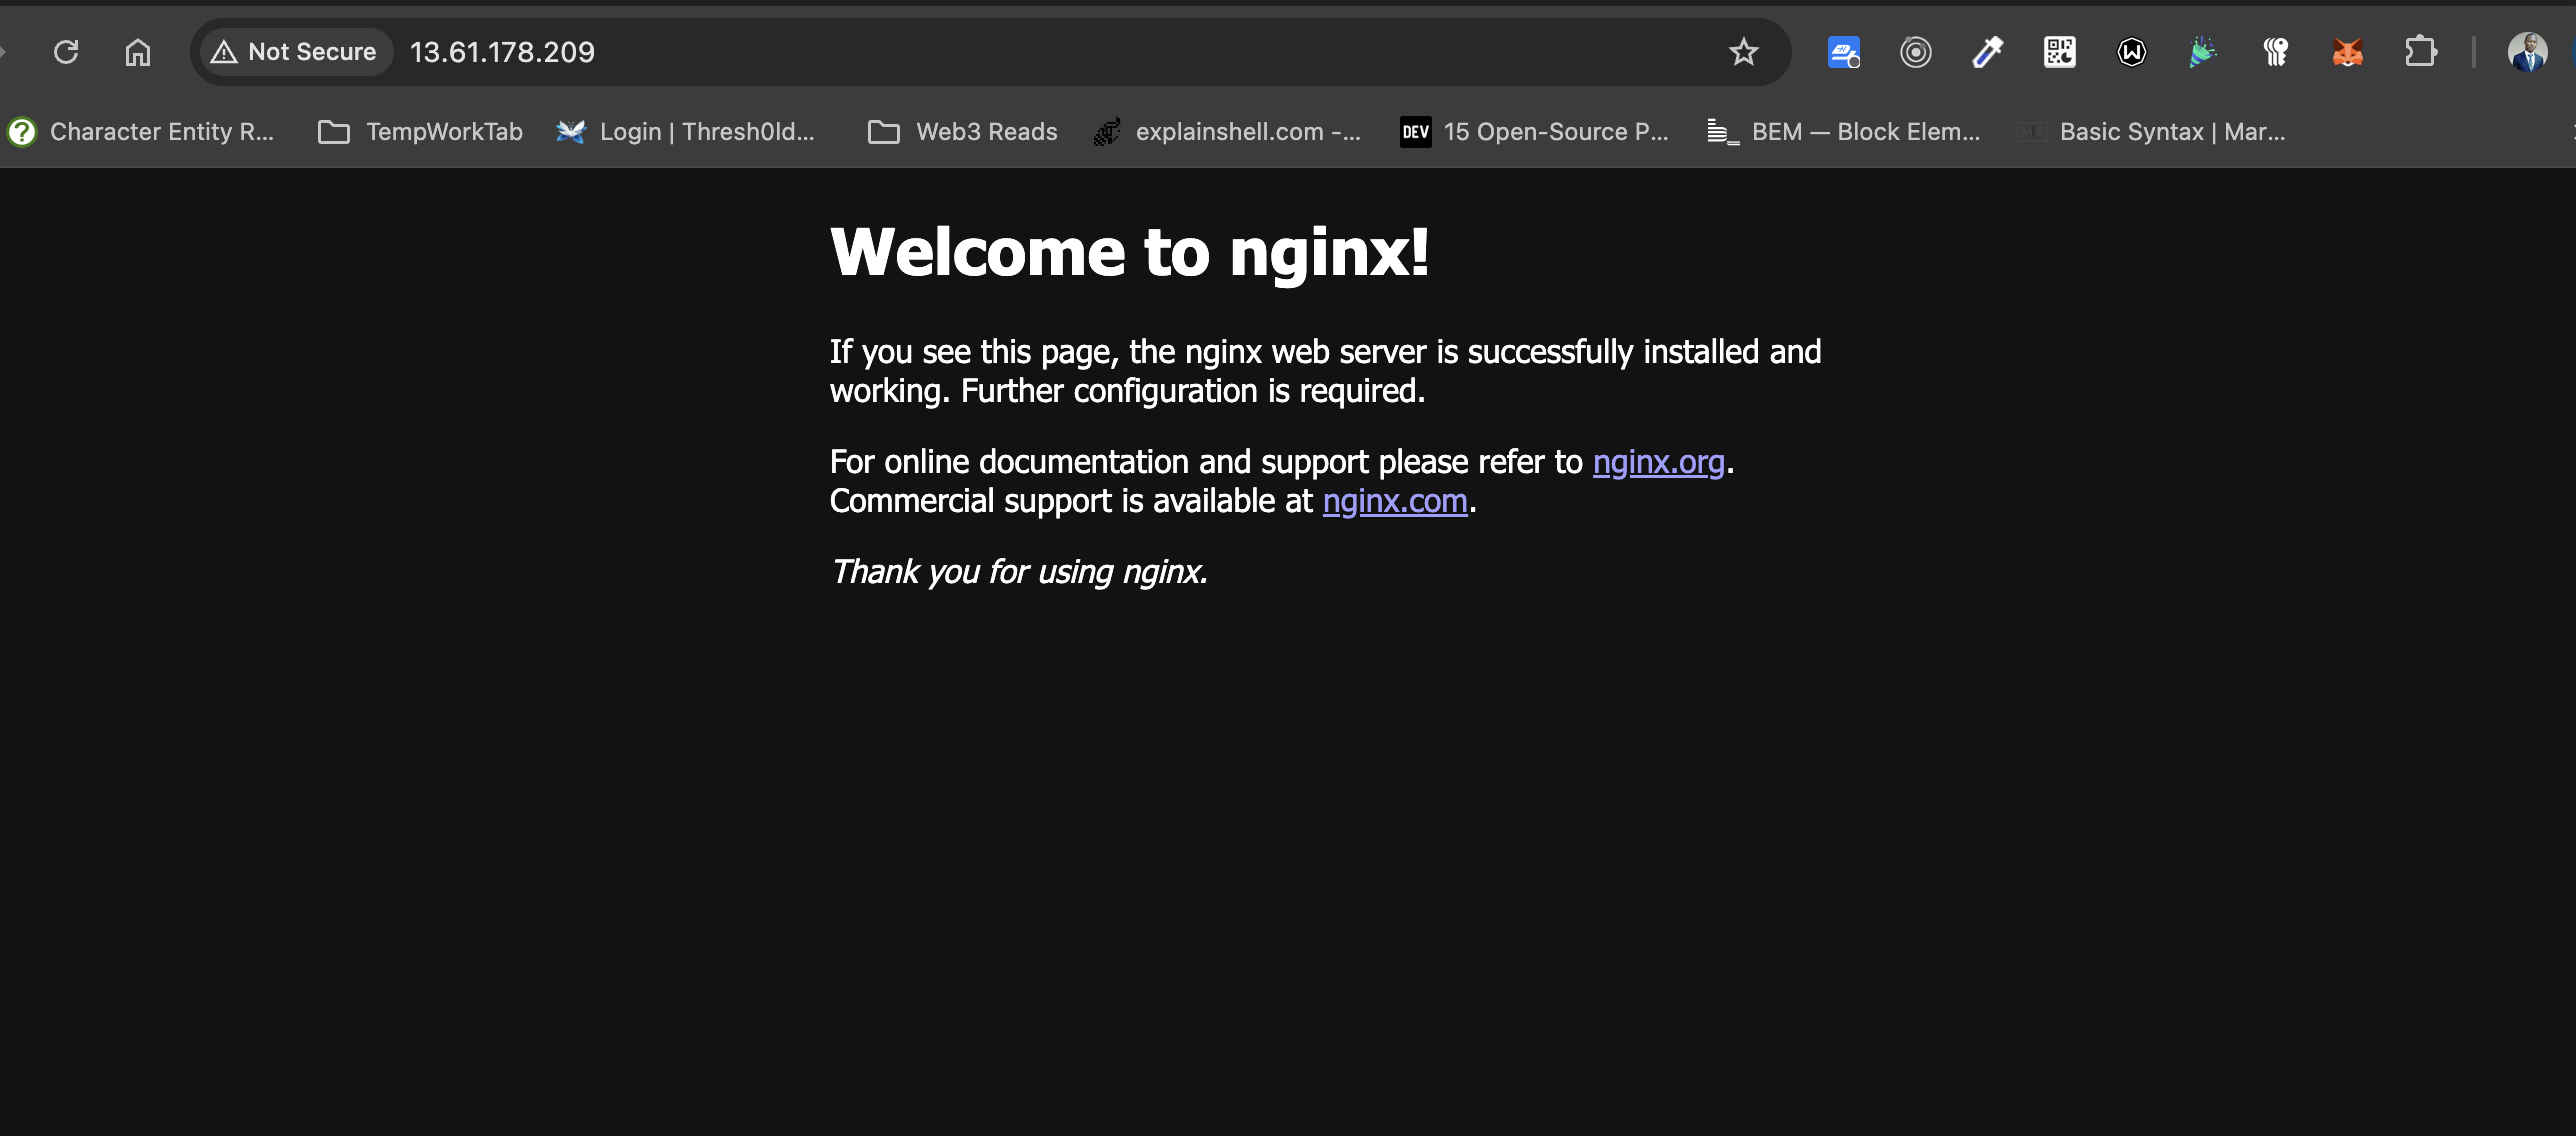 Not Secure 13.61.178.209
Character Entity R... TempWorkTab Login | Thresh0ld... Web3 Reads explainshell.com -... DEV 15 Open-Source P... BEM — Block Elem... Basic Syntax | Mar...
Welcome to nginx!
If you see this page, the nginx web server is successfully installed and
working. Further configuration is required.
For online documentation and support please refer to nginx.org.
Commercial support is available at nginx.com.
Thank you for using nginx.